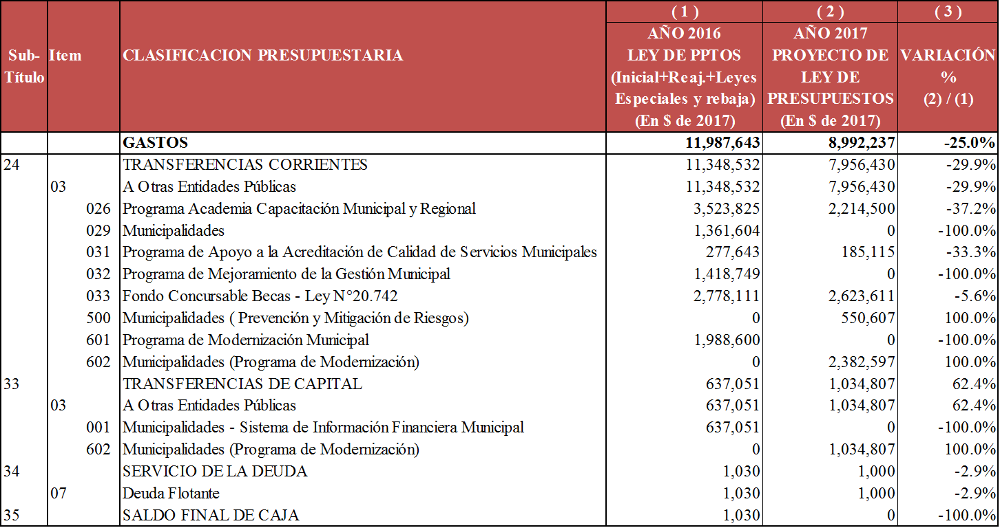 ( 1 ) ( 2 ) ( 3 )
Sub-Título Item CLASIFICACION PRESUPUESTARIA AÑO 2016 LEY DE PPTOS (Inicial+Reaj.+Leyes Especiales y rebaja) (En $ de 2017) AÑO 2017 PROYECTO DE LEY DE PRESUPUESTOS (En $ de 2017) VARIACIÓN % (2) / (1)
GASTOS 11,987,643 8,992,237 -25.0%
24 TRANSFERENCIAS CORRIENTES 11,348,532 7,956,430 -29.9%
03 A Otras Entidades Públicas 11,348,532 7,956,430 -29.9%
026 Programa Academia Capacitación Municipal y Regional 3,523,825 2,214,500 -37.2%
029 Municipalidades 1,361,604 0 -100.0%
031 Programa de Apoyo a la Acreditación de Calidad de Servicios Municipales 277,643 185,115 -33.3%
032 Programa de Mejoramiento de la Gestión Municipal 1,418,749 0 -100.0%
033 Fondo Concursable Becas - Ley N°20.742 2,778,111 2,623,611 -5.6%
500 Municipalidades ( Prevención y Mitigación de Riesgos) 0 550,607 100.0%
601 Programa de Modernización Municipal 1,988,600 0 -100.0%
602 Municipalidades (Programa de Modernización) 0 2,382,597 100.0%
33 TRANSFERENCIAS DE CAPITAL 637,051 1,034,807 62.4%
03 A Otras Entidades Públicas 637,051 1,034,807 62.4%
001 Municipalidades - Sistema de Información Financiera Municipal 637,051 0 -100.0%
602 Municipalidades (Programa de Modernización) 0 1,034,807 100.0%
34 SERVICIO DE LA DEUDA 1,030 1,000 -2.9%
07 Deuda Flotante 1,030 1,000 -2.9%
35 SALDO FINAL DE CAJA 1,030 0 -100.0%